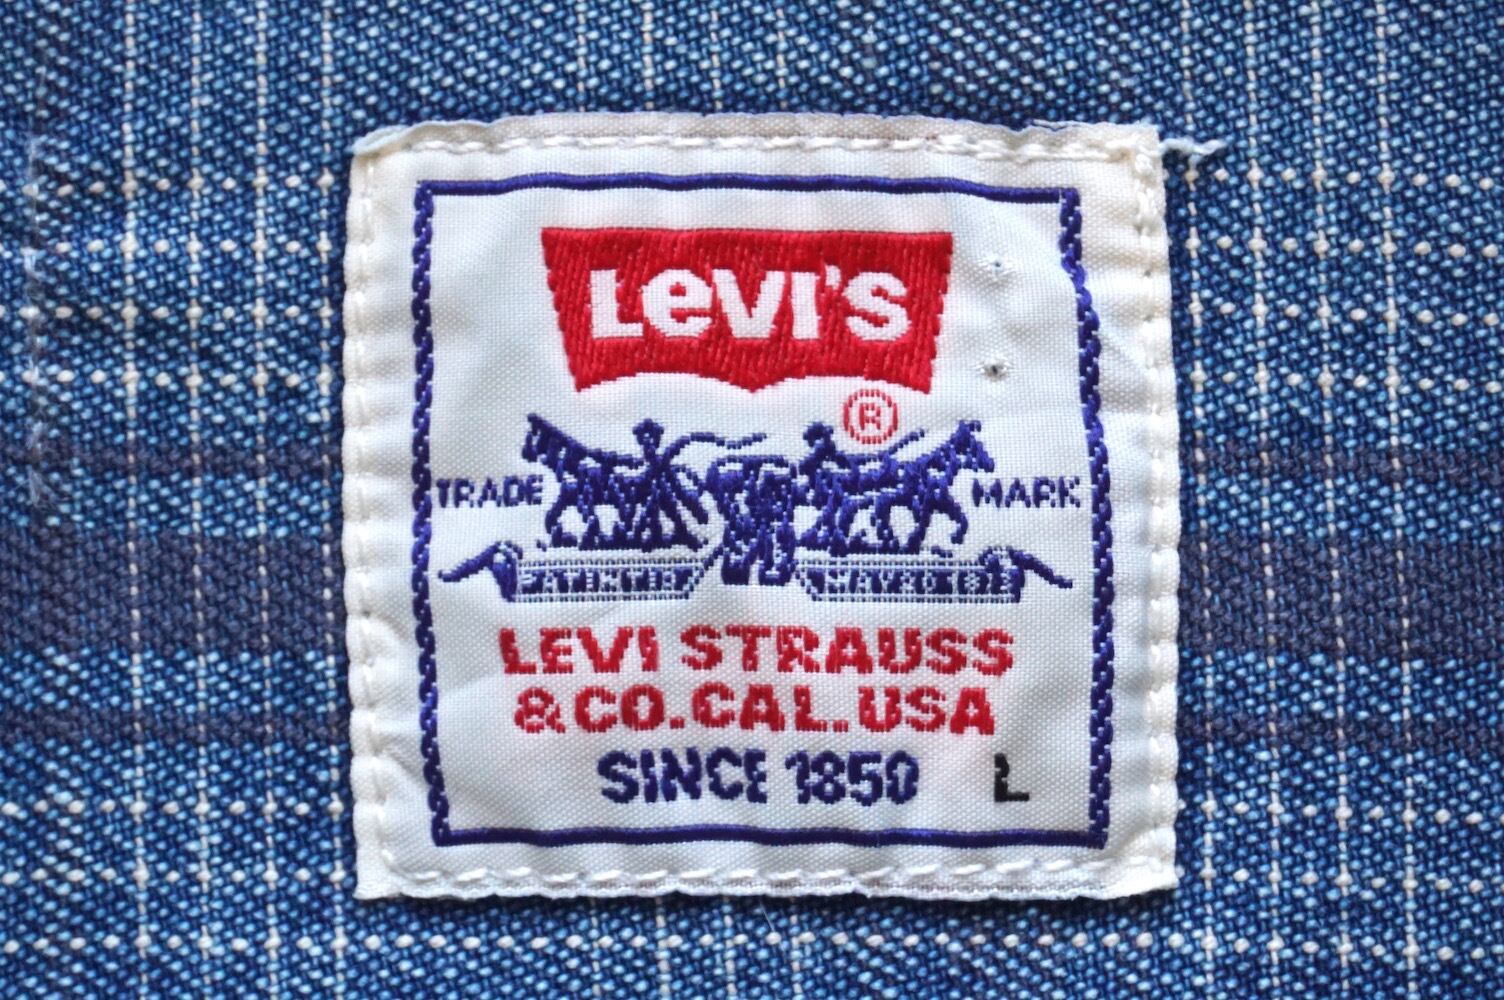 LEVI'S
®
TRADE MARK
LEVI STRAUSS
& CO. CAL. USA
SINCE 1850 L